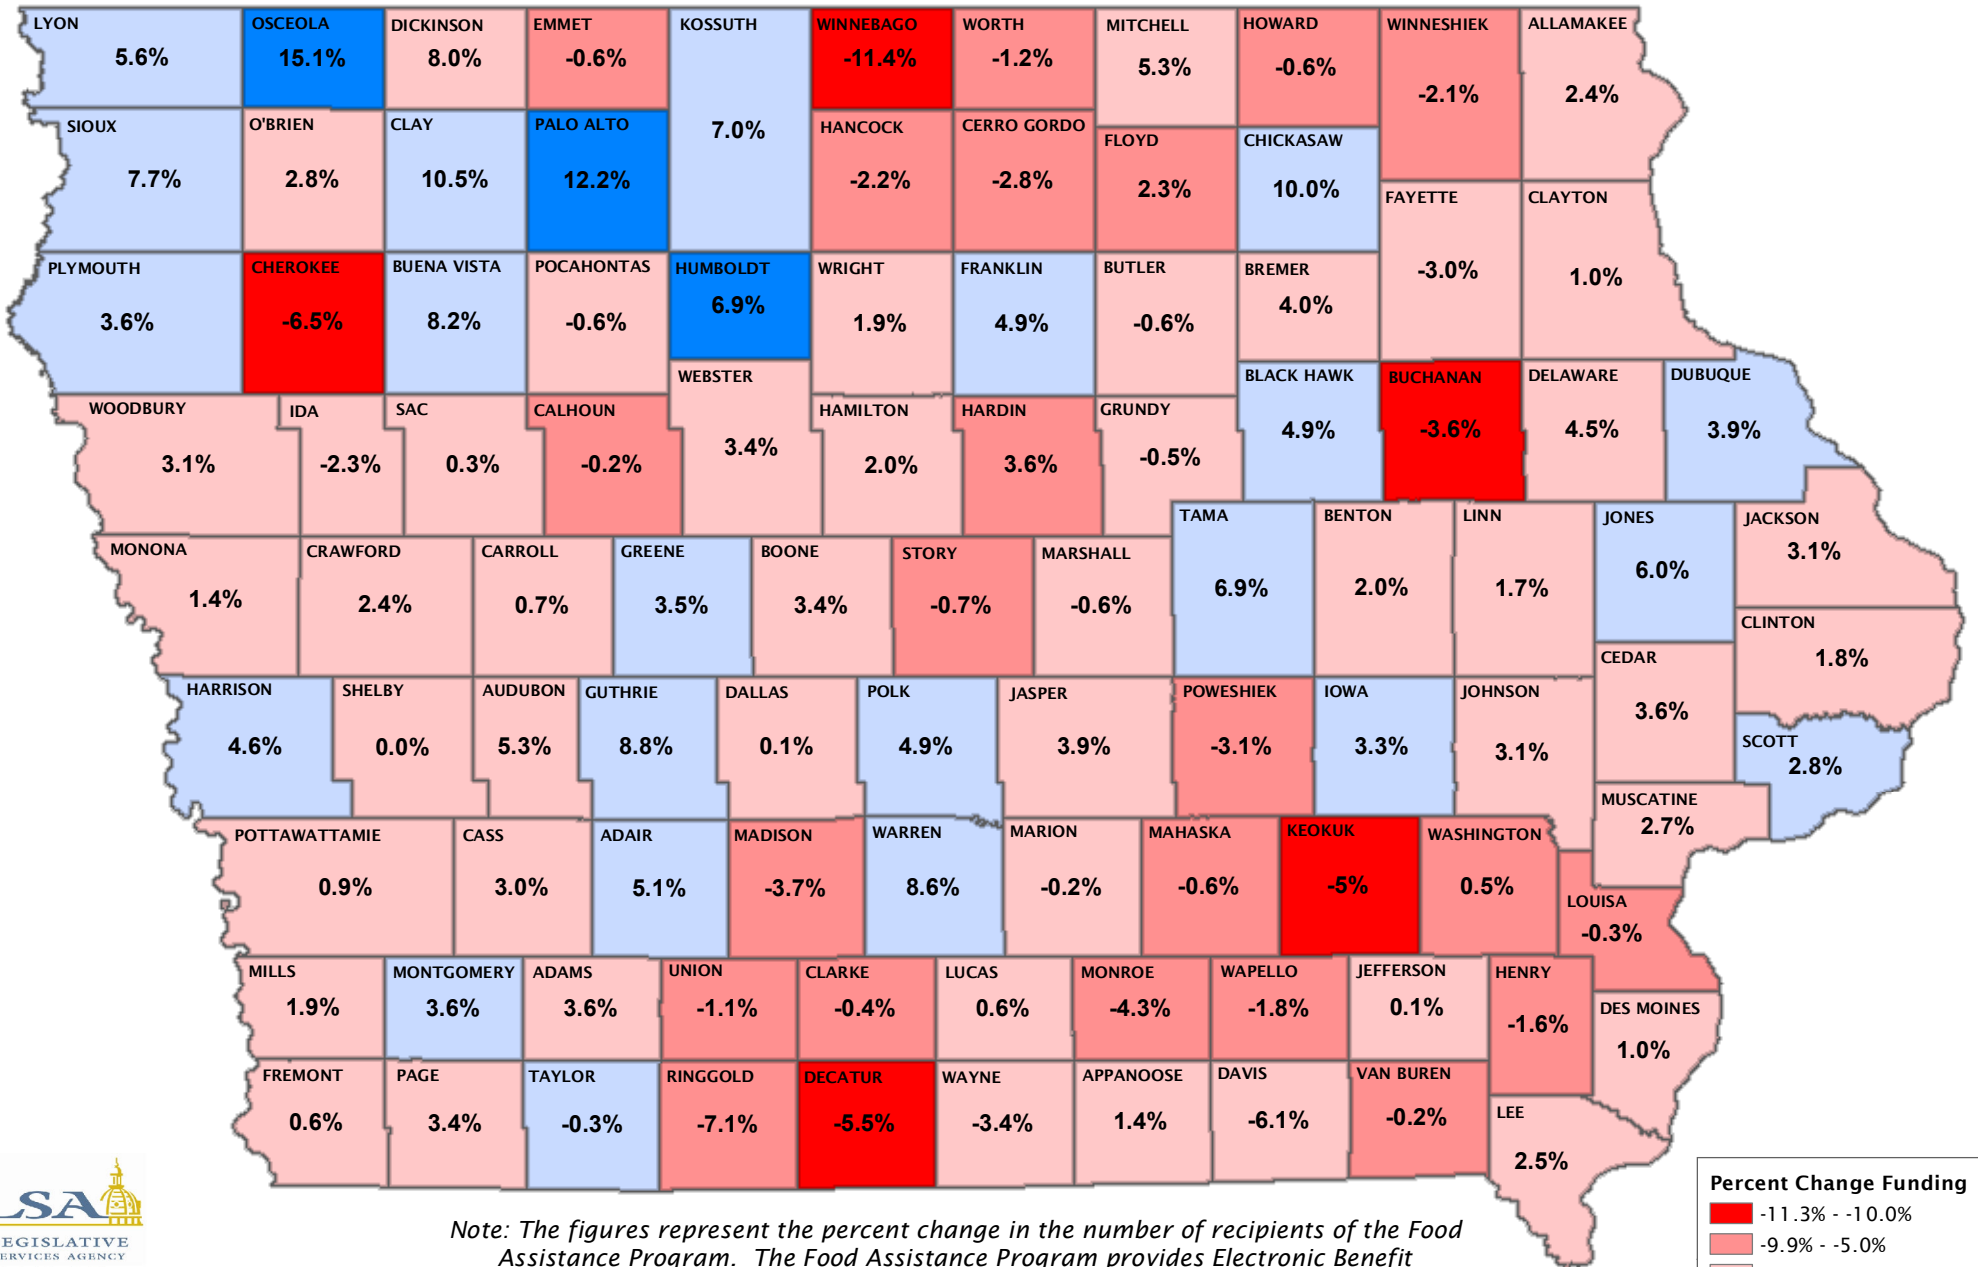 LYON
5.6%
OSCEOLA
15.1%
DICKINSON
8.0%
EMMET
-0.6%
KOSSUTH
7.0%
WINNEBAGO
-11.4%
WORTH
-1.2%
MITCHELL
5.3%
HOWARD
-0.6%
WINNESHIEK
-2.1%
ALLAMAKEE
2.4%
SIOUX
7.7%
O'BRIEN
2.8%
CLAY
10.5%
PALO ALTO
12.2%
HANCOCK
-2.2%
CERRO GORDO
-2.8%
FLOYD
2.3%
CHICKASAW
10.0%
FAYETTE
-3.0%
CLAYTON
1.0%
PLYMOUTH
3.6%
CHEROKEE
-6.5%
BUENA VISTA
8.2%
POCAHONTAS
-0.6%
HUMBOLDT
6.9%
WRIGHT
1.9%
FRANKLIN
4.9%
BUTLER
-0.6%
BREMER
4.0%
WEBSTER
3.4%
BLACK HAWK
4.9%
BUCHANAN
-3.6%
DELAWARE
4.5%
DUBUQUE
3.9%
WOODBURY
3.1%
IDA
-2.3%
SAC
0.3%
CALHOUN
-0.2%
HAMILTON
2.0%
HARDIN
3.6%
GRUNDY
-0.5%
TAMA
6.9%
BENTON
2.0%
LINN
1.7%
JONES
6.0%
JACKSON
3.1%
MONONA
1.4%
CRAWFORD
2.4%
CARROLL
0.7%
GREENE
3.5%
BOONE
3.4%
STORY
-0.7%
MARSHALL
-0.6%
CLINTON
1.8%
CEDAR
3.6%
HARRISON
4.6%
SHELBY
0.0%
AUDUBON
5.3%
GUTHRIE
8.8%
DALLAS
0.1%
POLK
4.9%
JASPER
3.9%
POWESHIEK
-3.1%
IOWA
3.3%
JOHNSON
3.1%
SCOTT
2.8%
MUSCATINE
2.7%
POTTAWATTAMIE
0.9%
CASS
3.0%
ADAIR
5.1%
MADISON
-3.7%
WARREN
8.6%
MARION
-0.2%
MAHASKA
-0.6%
KEOKUK
-5%
WASHINGTON
0.5%
LOUISA
-0.3%
MILLS
1.9%
MONTGOMERY
3.6%
ADAMS
3.6%
UNION
-1.1%
CLARKE
-0.4%
LUCAS
0.6%
MONROE
-4.3%
WAPELLO
-1.8%
JEFFERSON
0.1%
HENRY
-1.6%
DES MOINES
1.0%
FREMONT
0.6%
PAGE
3.4%
TAYLOR
-0.3%
RINGGOLD
-7.1%
DECATUR
-5.5%
WAYNE
-3.4%
APPANOOSE
1.4%
DAVIS
-6.1%
VAN BUREN
-0.2%
LEE
2.5%
LSA
LEGISLATIVE
SERVICES AGENCY
Note: The figures represent the percent change in the number of recipients of the Food
Assistance Program. The Food Assistance Program provides Electronic Benefit
Percent Change Funding
-11.3% - -10.0%
-9.9% - -5.0%